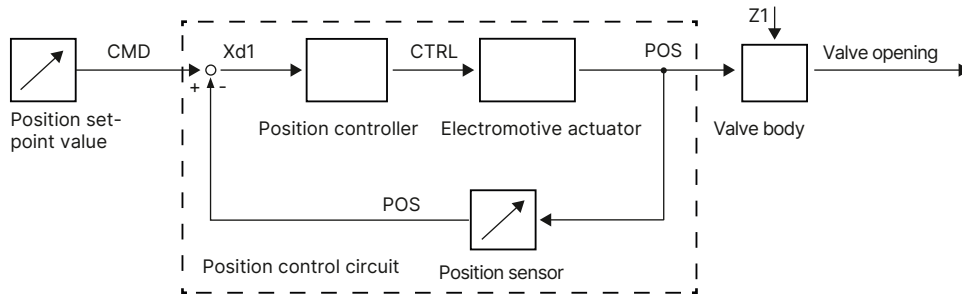 Z1
CMD
Xd1
CTRL
POS
Valve opening
+ -
Position set-
point value
Position controller
Electromotive actuator
Valve body
POS
Position control circuit
Position sensor